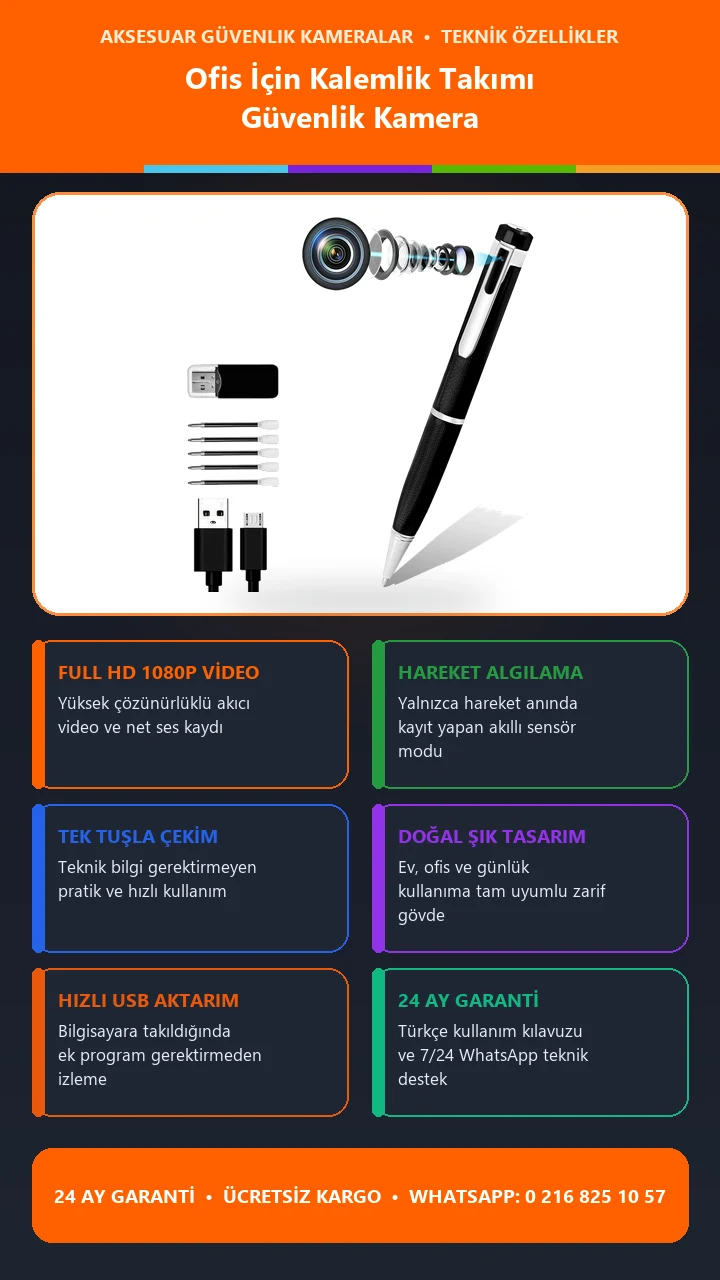 AKSESUAR GÜVENLIK KAMERALAR • TEKNİK ÖZELLİKLER
Ofis İçin Kalemlik Takımı
Güvenlik Kamera
FULL HD 1080P VİDEO
Yüksek çözünürlüklü akıcı
video ve net ses kaydı
HAREKET ALGILAMA
Yalnızca hareket anında
kayıt yapan akıllı sensör
modu
TEK TUŞLA ÇEKİM
Teknik bilgi gerektirmeyen
pratik ve hızlı kullanım
DOĞAL ŞIK TASARIM
Ev, ofis ve günlük
kullanıma tam uyumlu zarif
gövde
HIZLI USB AKTARIM
Bilgisayara takıldığında
ek program gerektirmeden
izleme
24 AY GARANTİ
Türkçe kullanım kılavuzu
ve 7/24 WhatsApp teknik
destek
24 AY GARANTİ • ÜCRETSİZ KARGO • WHATSAPP: 0 216 825 10 57